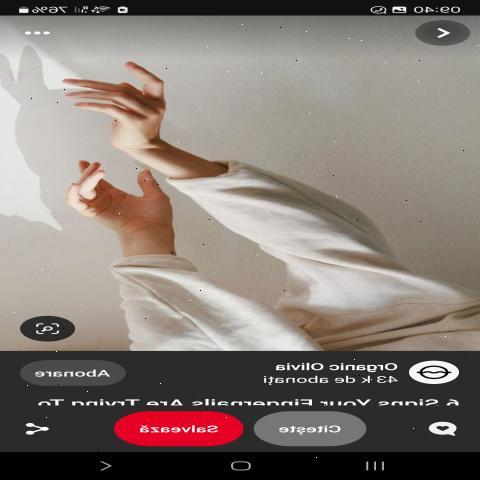 09:40
76%
Organic Olivia
43 k de abonați
Abonare
6 Signs Your Fingernails Are Trying To
Citește
Salvează